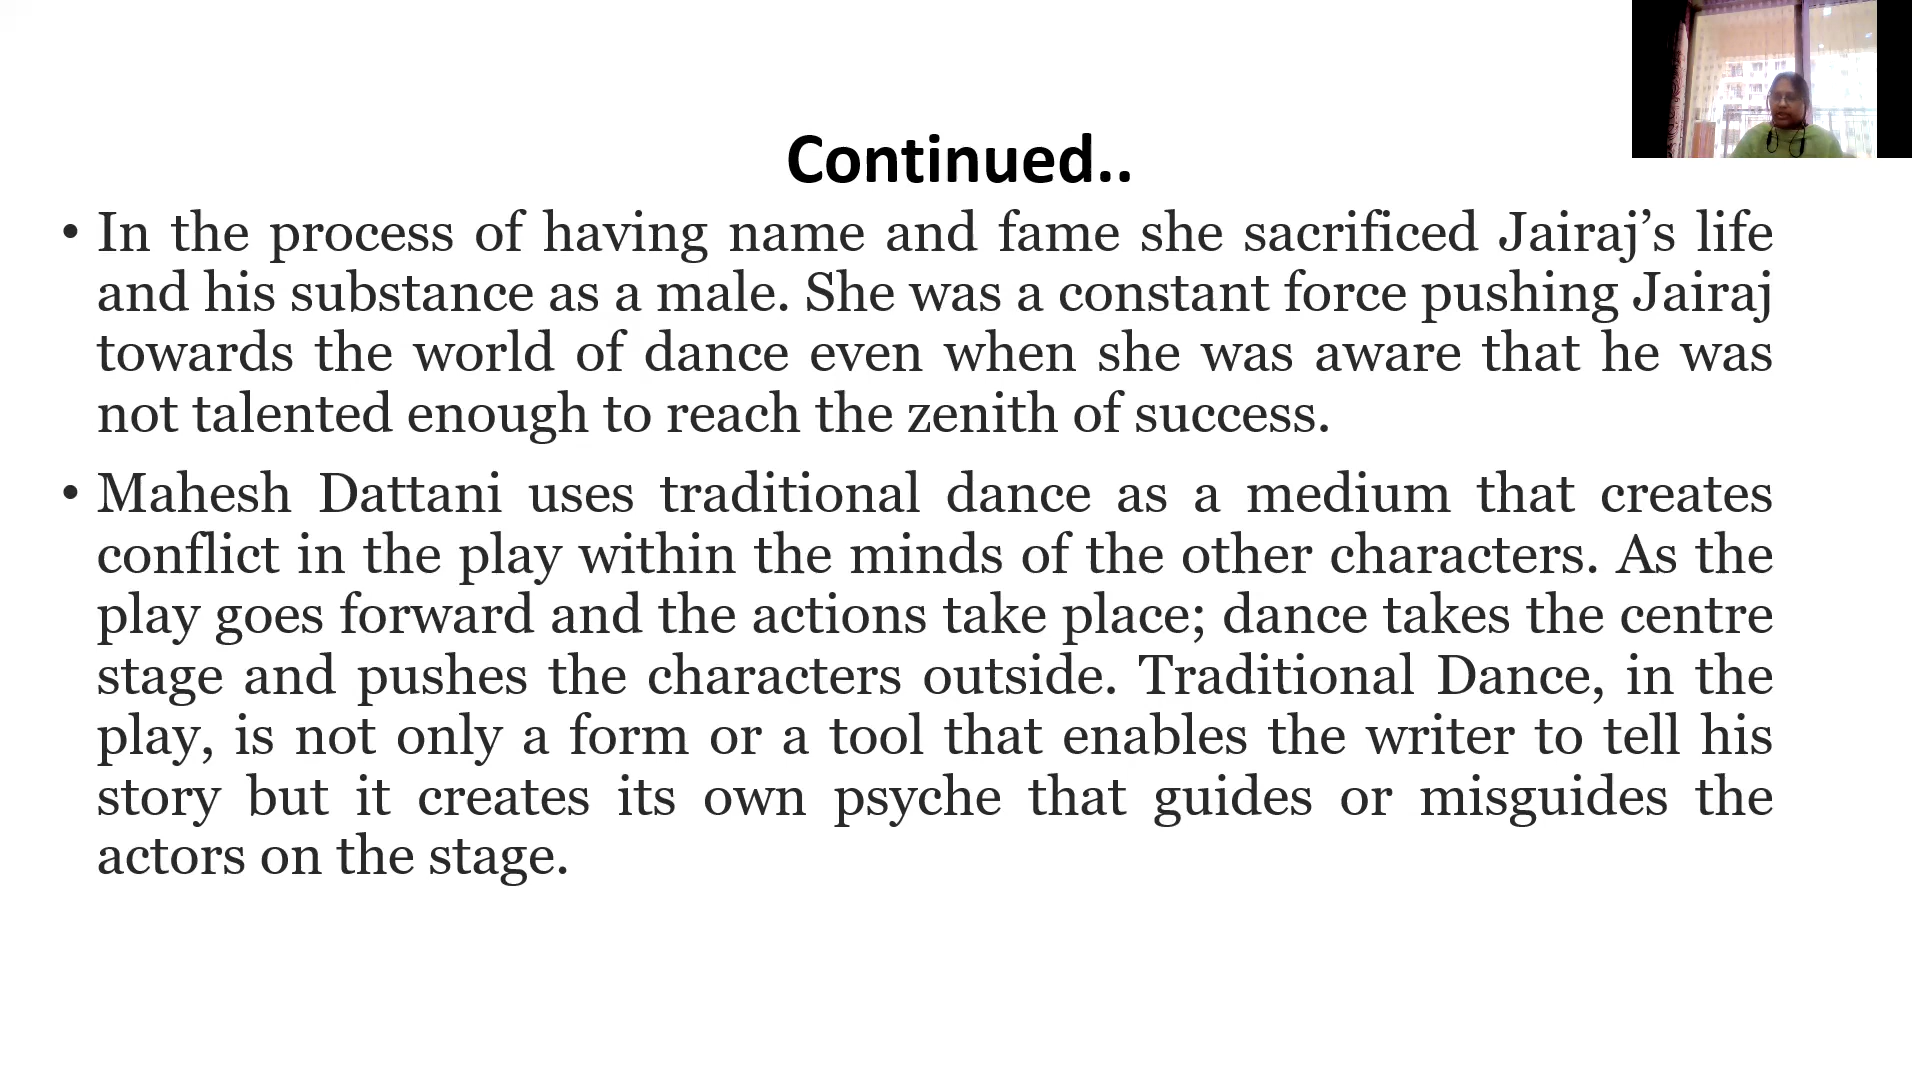 Continued..
• In the process of having name and fame she sacrificed Jairaj’s life
and his substance as a male. She was a constant force pushing Jairaj
towards the world of dance even when she was aware that he was
not talented enough to reach the zenith of success.
• Mahesh Dattani uses traditional dance as a medium that creates
conflict in the play within the minds of the other characters. As the
play goes forward and the actions take place; dance takes the centre
stage and pushes the characters outside. Traditional Dance, in the
play, is not only a form or a tool that enables the writer to tell his
story but it creates its own psyche that guides or misguides the
actors on the stage.